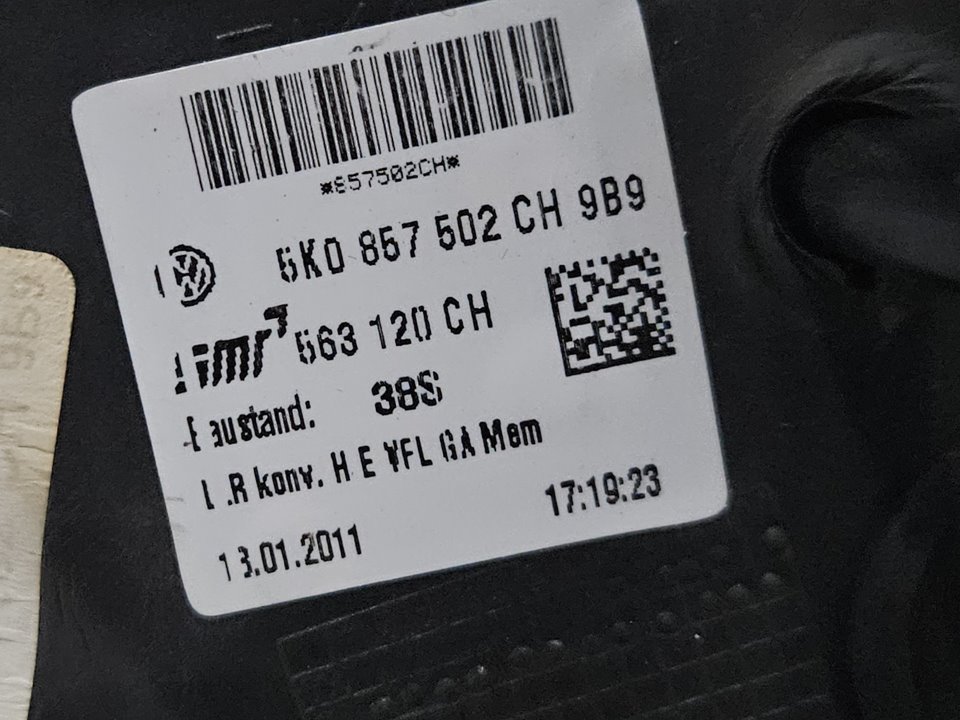 *857502CH*
5K0 857 502 CH 9B9
563 120 CH
Baustand: 38S
konv. H E VFL GA Mem
13.01.2011 17:19:23